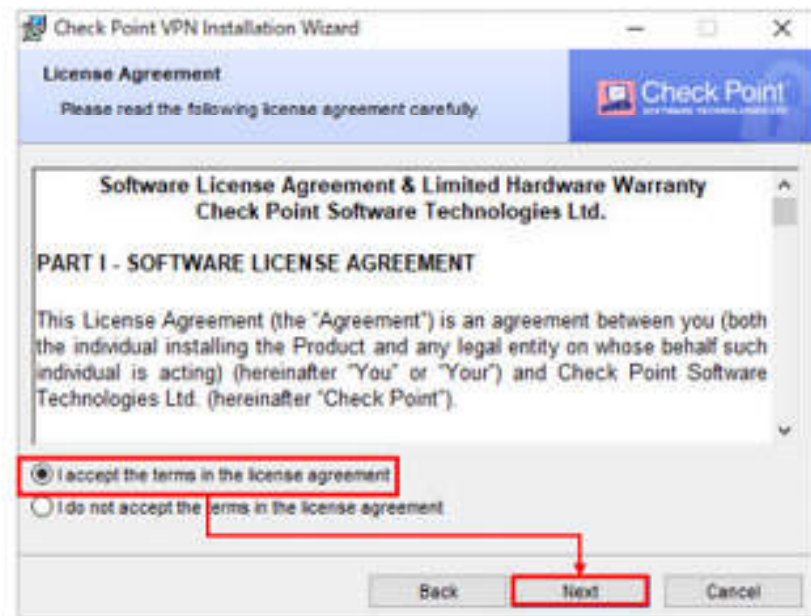 Check Point VPN Installation Wizard
License Agreement
Please read the following license agreement carefully.
Check Point
SOFTWARE TECHNOLOGIES LTD.
Software License Agreement & Limited Hardware Warranty
Check Point Software Technologies Ltd.
PART I - SOFTWARE LICENSE AGREEMENT
This License Agreement (the "Agreement") is an agreement between you (both
the individual installing the Product and any legal entity on whose behalf such
individual is acting) (hereinafter "You" or "Your") and Check Point Software
Technologies Ltd. (hereinafter "Check Point").
I accept the terms in the license agreement
I do not accept the terms in the license agreement
Back Next Cancel